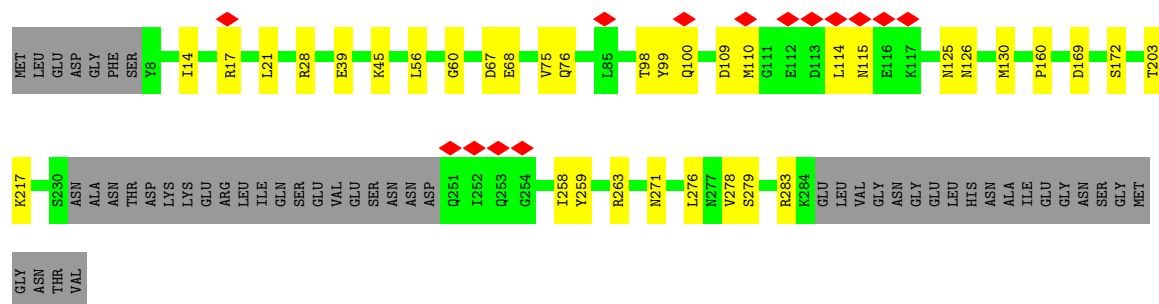 MET LEU GLU ASP GLY PHE SER Y8 I14 R17 L21 R28 E39 K45 L56 G60 D67 E68 V75 Q76 L85 T98 Y99 Q100 D109 M110 G111 E112 D113 L114 N115 E116 K117 N125 N126 M130 P160 D169 S172 T203
K217 S230 ASN ALA ASN THR ASP LYS LYS GLU ARG LEU ILE GLN SER GLU VAL GLU SER ASN ASN ASP Q251 I252 Q253 G254 I258 Y259 R263 N271 L276 N277 V278 S279 R283 K284 GLU LEU VAL GLY ASN GLY GLU LEU HIS ASN ALA ILE GLU GLY ASN SER GLY MET
GLY ASN THR VAL